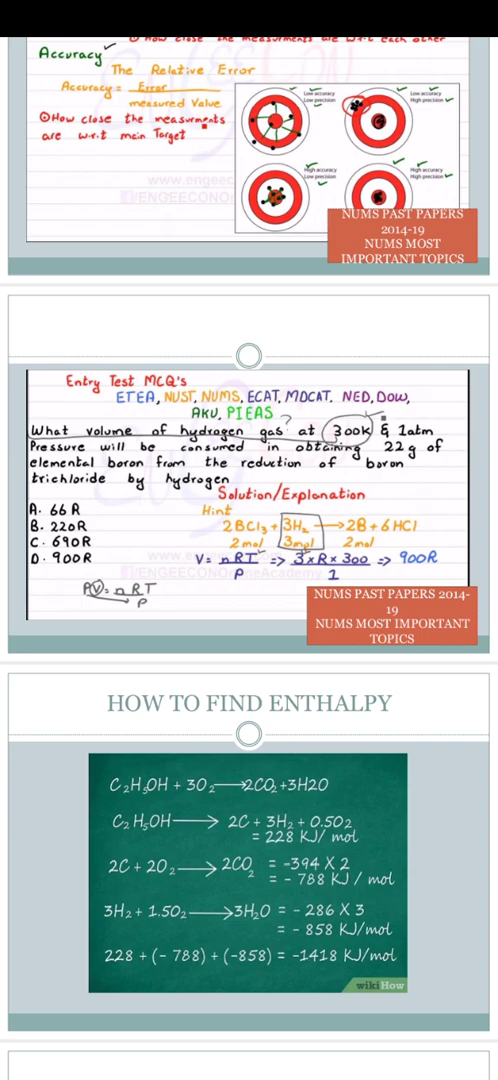 Accuracy
The Relative Error
Accuracy = Error
measured Value
How close the measurments
are w.r.t main Target
Low accuracy
Low precision
Low accuracy
High precision
High accuracy
Low precision
High accuracy
High precision
www.engeec
/ENGEECONO
NUMS PAST PAPERS
2014-19
NUMS MOST
IMPORTANT TOPICS
Entry Test MCQ's
ETEA, NUST, NUMS, ECAT, MDCAT, NED, DOW,
AKU, PIEAS ?
What volume of hydrogen gas at 300K & 1atm
Pressure will be consumed in obtaining 22g of
elemental boron from the reduction of boron
trichloride by hydrogen
Solution/Explanation
A. 66 R
B. 220R
C. 690R
D. 900R
Hint
2BCl3 + 3H2 → 2B + 6HCl
2mol 3mol 2mol
V = nRT => 3xRx300 => 900R
P 1
PV = nRT
P
NUMS PAST PAPERS 2014-
19
NUMS MOST IMPORTANT
TOPICS
HOW TO FIND ENTHALPY
C2H5OH + 3O2 → 2CO2 + 3H2O
C2H5OH → 2C + 3H2 + 0.5O2
= 228 KJ/ mol
2C + 2O2 → 2CO2 = -394 X 2
= - 788 KJ / mol
3H2 + 1.5O2 → 3H2O = - 286 X 3
= - 858 KJ/mol
228 + (- 788) + (-858) = -1418 KJ/mol
wikiHow